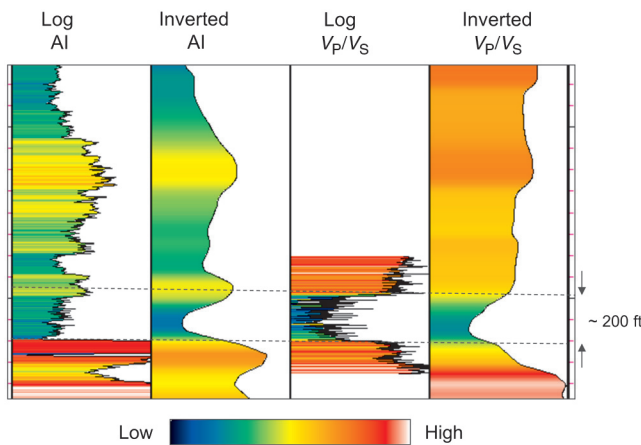 Log
AI
Inverted
AI
Log
VP/VS
Inverted
VP/VS
~ 200 ft
Low
High